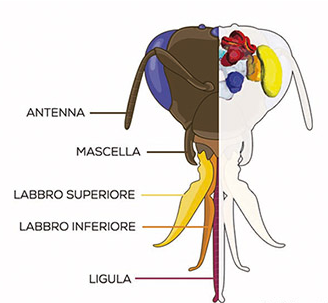 ANTENNA
MASCELLA
LABBRO SUPERIORE
LABBRO INFERIORE
LIGULA